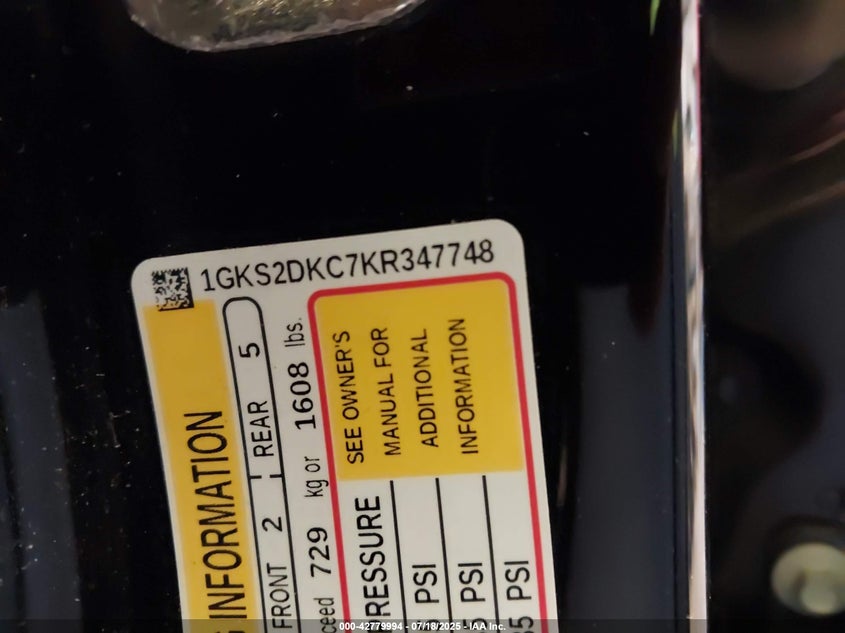 1GKS2DKC7KR347748
INFORMATION
FRONT 2 REAR 5
729 kg or 1608 lbs.
SEE OWNER'S
MANUAL FOR
ADDITIONAL
INFORMATION
PSI
PSI
PSI
000-42779994 - 07/18/2025 - IAA Inc.